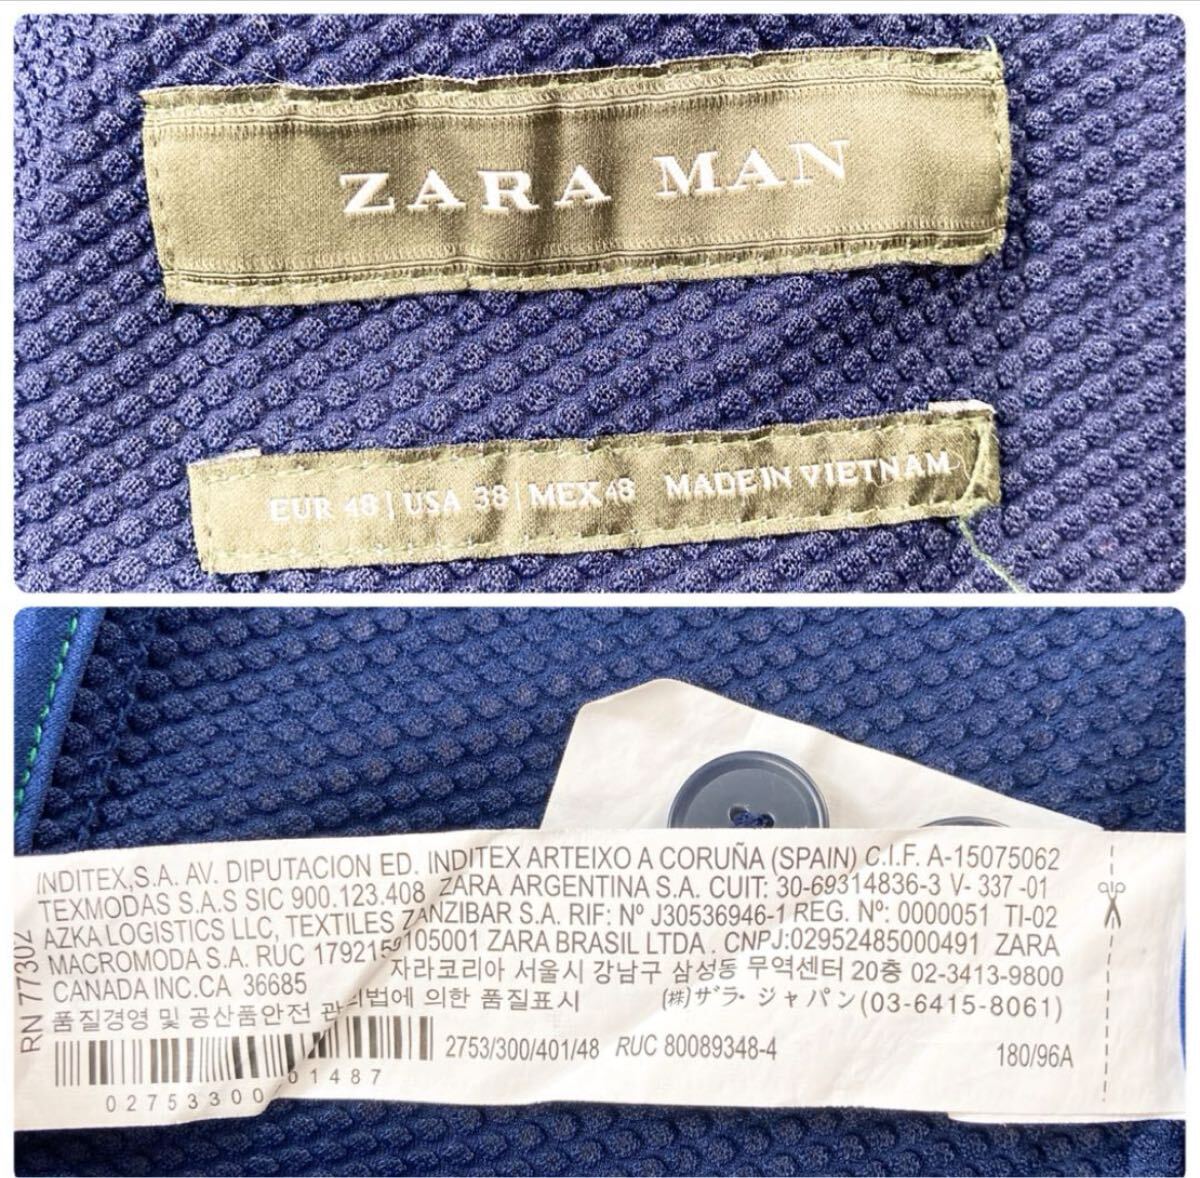 ZARA MAN
EUR 48 | USA 38 | MEX 48 MADE IN VIETNAM
INDITEX,S.A. AV. DIPUTACION ED. INDITEX ARTEIXO A CORUÑA (SPAIN) C.I.F. A-15075062
TEXMODAS S.A.S SIC 900.123.408 ZARA ARGENTINA S.A. CUIT: 30-69314836-3 V- 337 -01
AZKA LOGISTICS LLC, TEXTILES ZANZIBAR S.A. RIF: Nº J30536946-1 REG. Nº: 0000051 TI-02
MACROMODA S.A. RUC 1792159105001 ZARA BRASIL LTDA. CNPJ:02952485000491 ZARA
CANADA INC.CA 36685 자라코리아 서울시 강남구 삼성동 무역센터 20층 02-3413-9800
품질경영 및 공산품안전 관리법에 의한 품질표시 (株)ザラ・ジャパン(03-6415-8061)
RN 77302
2753/300/401/48 RUC 80089348-4 180/96A
02753300 01487